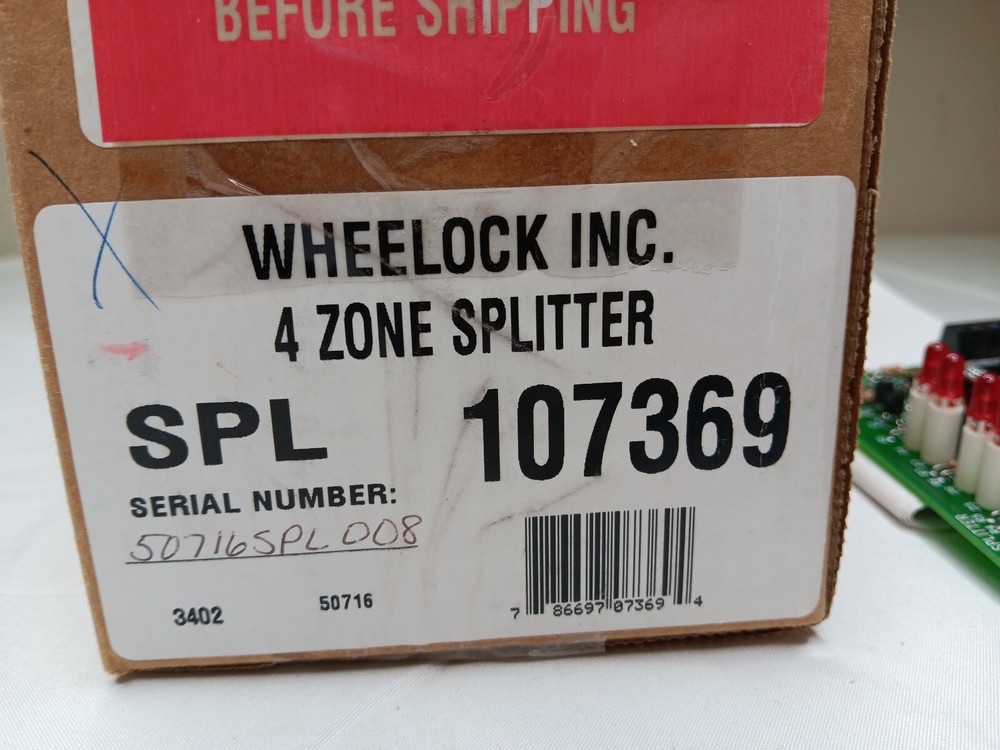 BEFORE SHIPPING
WHEELOCK INC.
4 ZONE SPLITTER
SPL 107369
SERIAL NUMBER:
50716SPL008
3402 50716
7 86697 07369 4